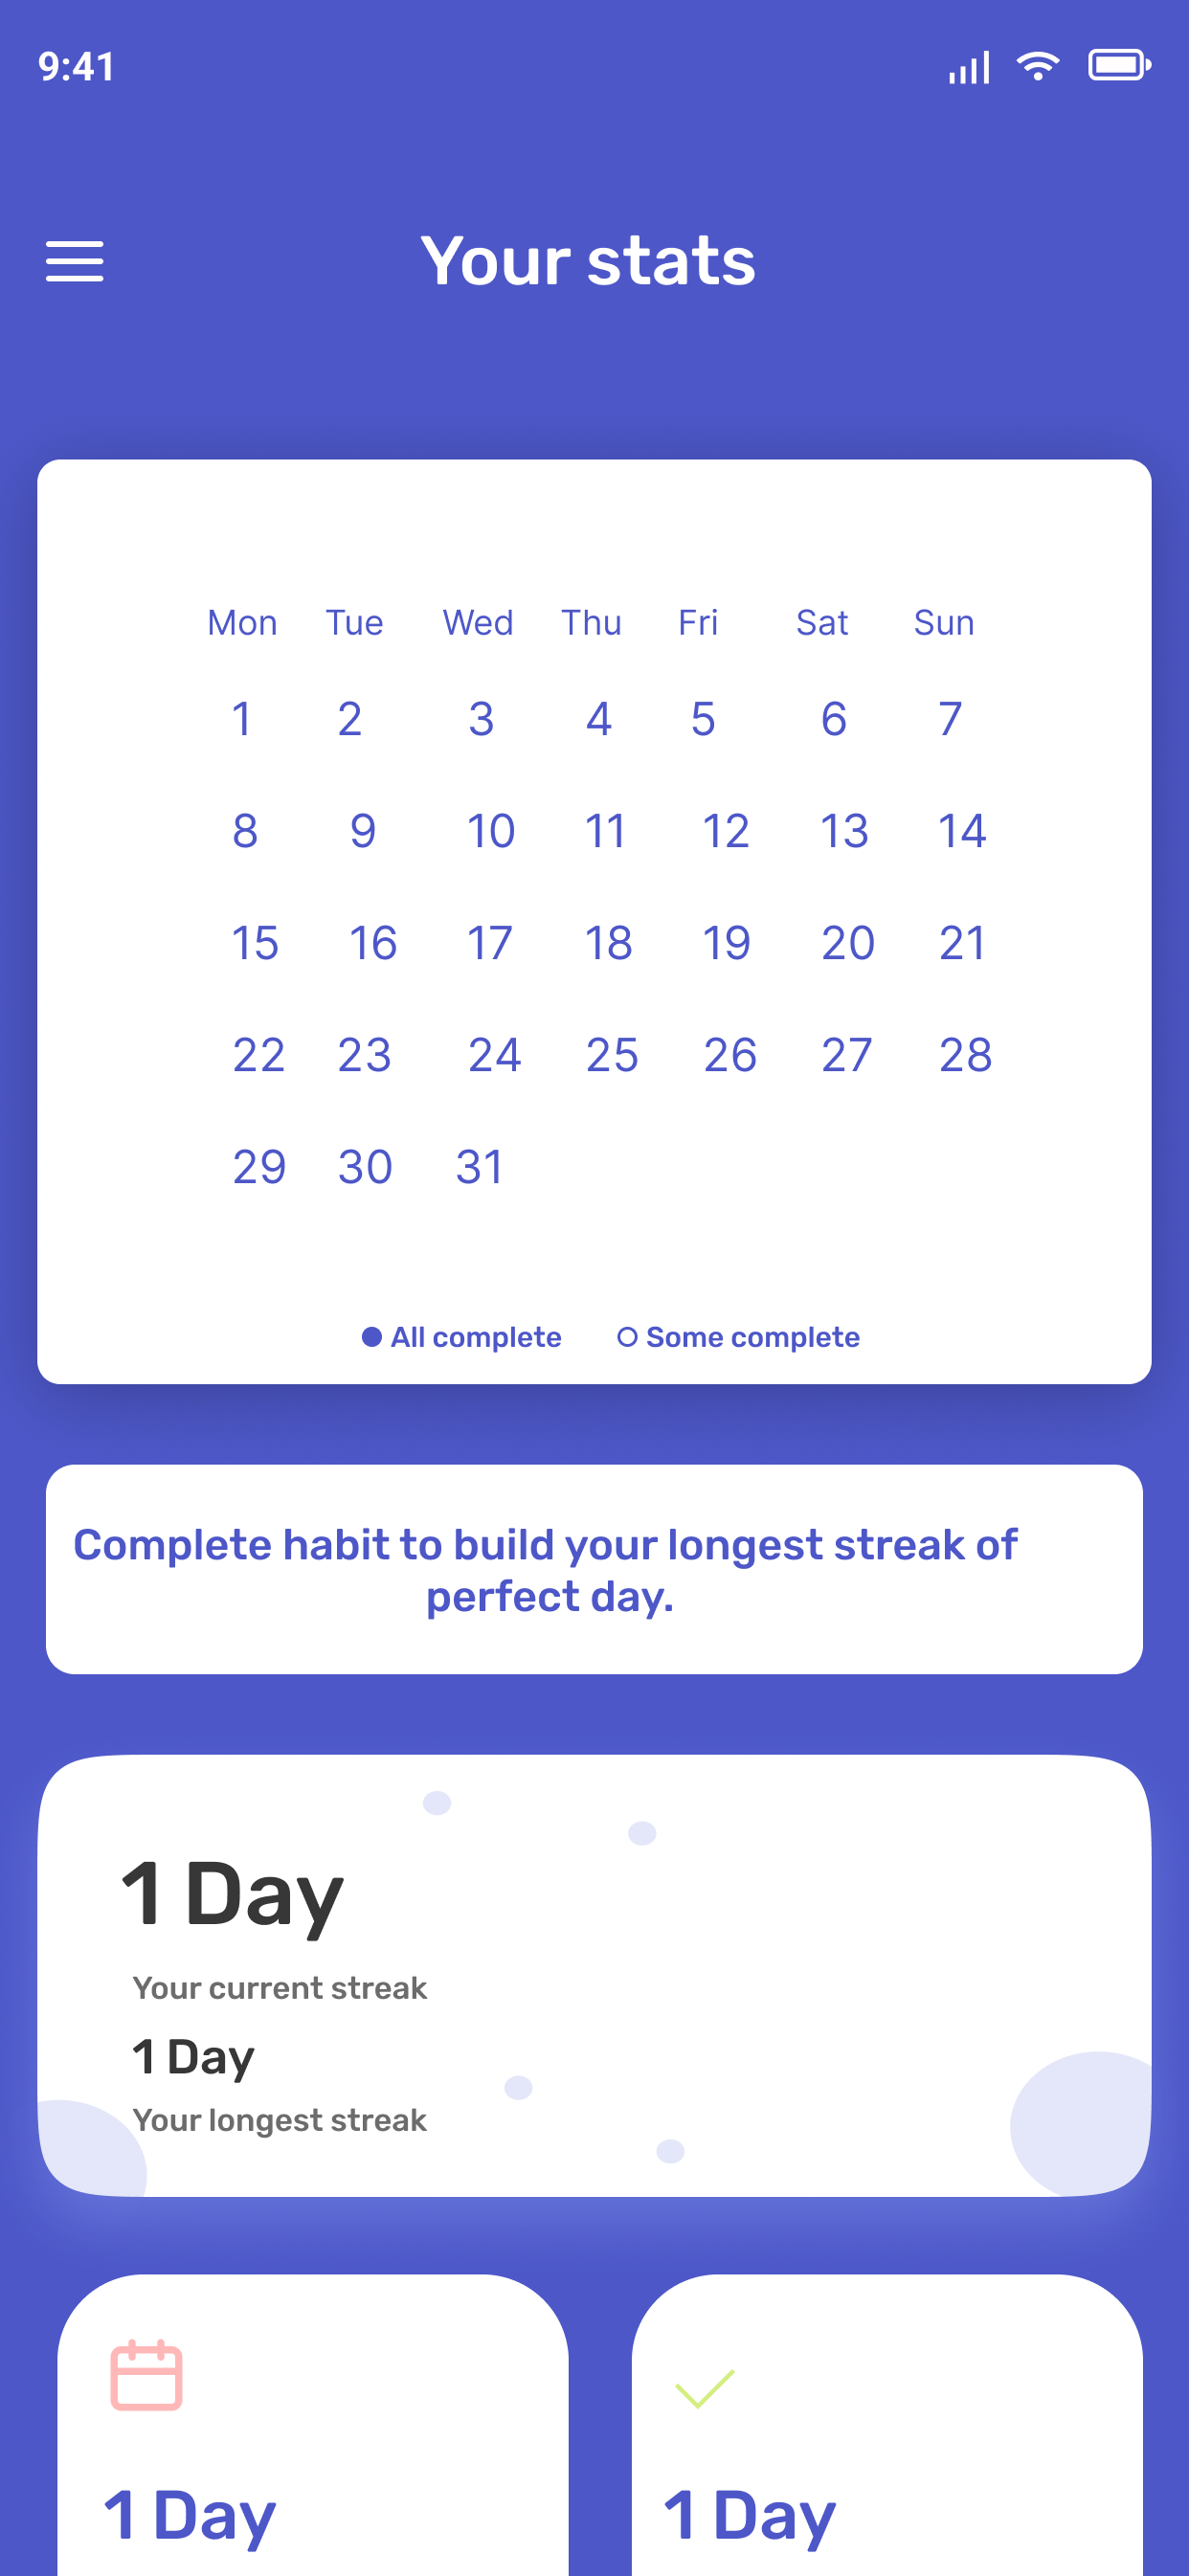 9:41
Your stats
Mon Tue Wed Thu Fri Sat Sun
1 2 3 4 5 6 7
8 9 10 11 12 13 14
15 16 17 18 19 20 21
22 23 24 25 26 27 28
29 30 31
All complete Some complete
Complete habit to build your longest streak of
perfect day.
1 Day
Your current streak
1 Day
Your longest streak
1 Day 1 Day